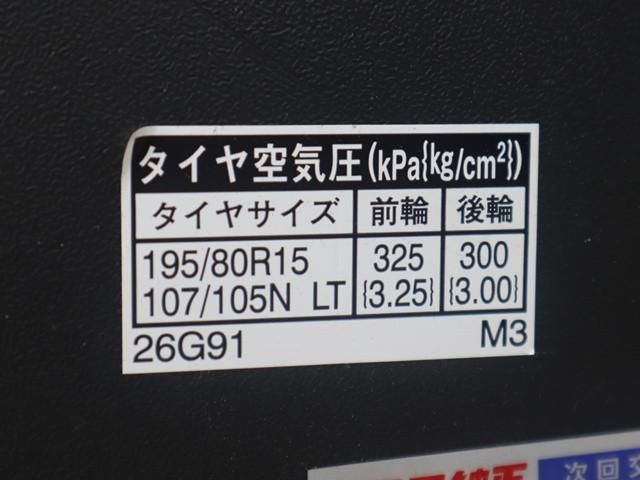 タイヤ空気圧(kPa{kg/cm²})
タイヤサイズ 前輪 後輪
195/80R15 325 300
107/105N LT {3.25} {3.00}
26G91 M3
次回交